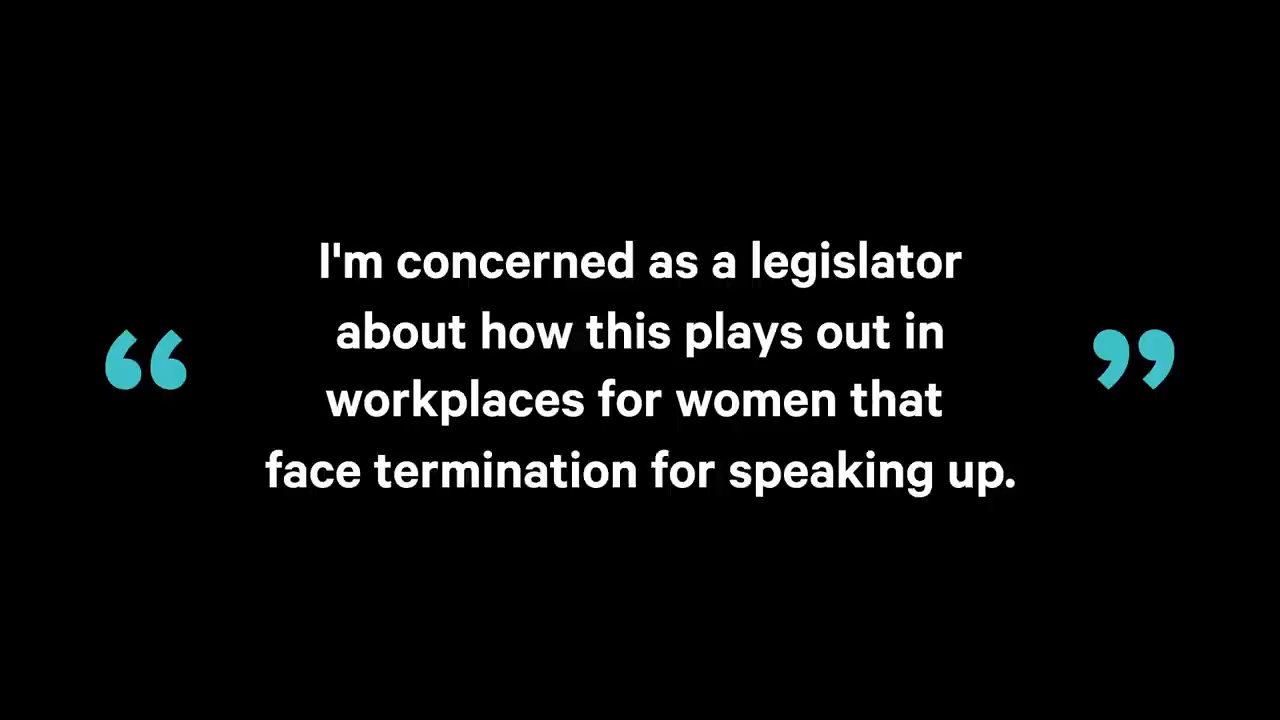 I'm concerned as a legislator
about how this plays out in
“ workplaces for women that ”
face termination for speaking up.